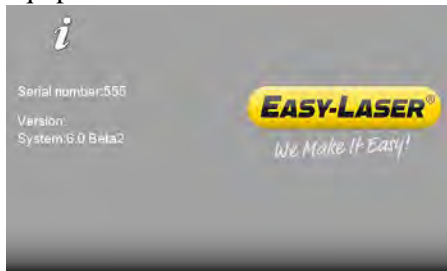 i
Serial number:555
Version:
System:6.0 Beta2
EASY-LASER®
We Make It Easy!